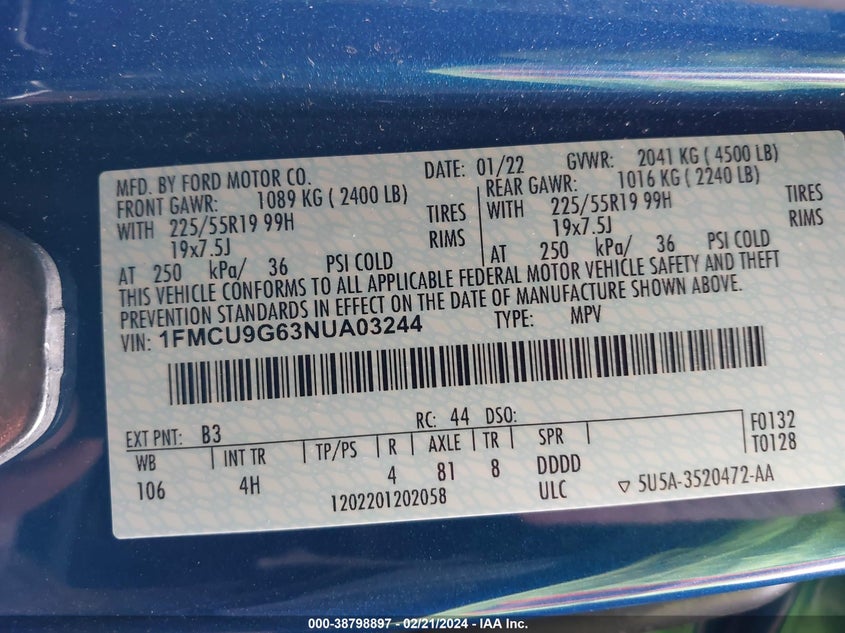 MFD. BY FORD MOTOR CO. DATE: 01/22 GVWR: 2041 KG ( 4500 LB)
FRONT GAWR: 1089 KG ( 2400 LB) REAR GAWR: 1016 KG ( 2240 LB)
WITH 225/55R19 99H TIRES WITH 225/55R19 99H TIRES
19x7.5J RIMS 19x7.5J RIMS
AT 250 kPa/ 36 PSI COLD AT 250 kPa/ 36 PSI COLD
THIS VEHICLE CONFORMS TO ALL APPLICABLE FEDERAL MOTOR VEHICLE SAFETY AND THEFT
PREVENTION STANDARDS IN EFFECT ON THE DATE OF MANUFACTURE SHOWN ABOVE.
VIN: 1FMCU9G63NUA03244 TYPE: MPV
EXT PNT: B3 RC: 44 DSO: F0132
WB INT TR TP/PS R AXLE TR SPR T0128
106 4H 4 81 8 DDDD
1202201202058 ULC ▽ 5U5A-3520472-AA
000-38798897 - 02/21/2024 - IAA Inc.